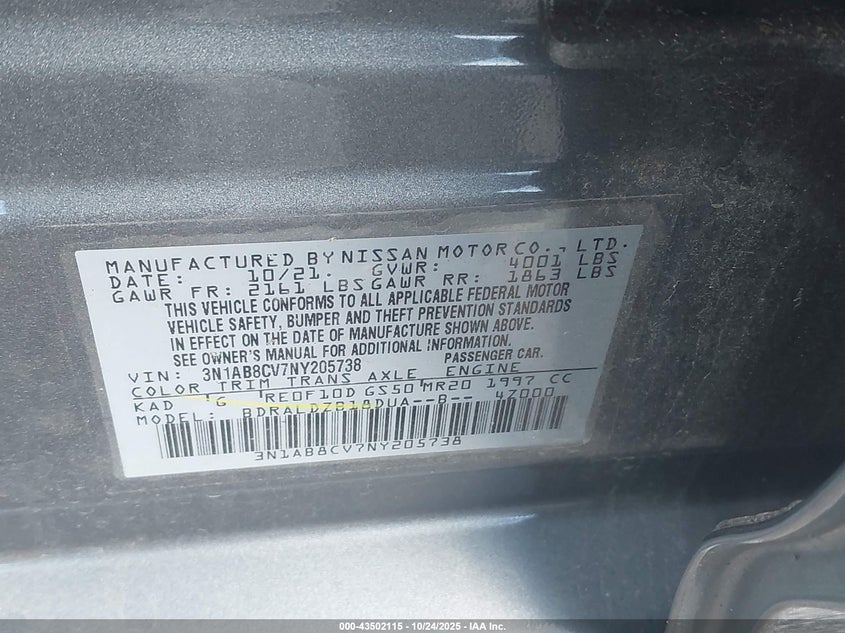 MANUFACTURED BY NISSAN MOTOR CO., LTD.
DATE: 10/21. GVWR: 4001 LBS
GAWR FR: 2161 LBS GAWR RR: 1863 LBS
THIS VEHICLE CONFORMS TO ALL APPLICABLE FEDERAL MOTOR
VEHICLE SAFETY, BUMPER AND THEFT PREVENTION STANDARDS
IN EFFECT ON THE DATE OF MANUFACTURE SHOWN ABOVE.
SEE OWNER'S MANUAL FOR ADDITIONAL INFORMATION.
VIN: 3N1AB8CV7NY205738 PASSENGER CAR.
COLOR TRIM TRANS AXLE ENGINE
KAD G RE0F10D GS50 MR20 1997 CC
MODEL: BDRALDZB18DUA--B-- 4Z000
3N1AB8CV7NY205738
000-43502115 - 10/24/2025 - IAA Inc.